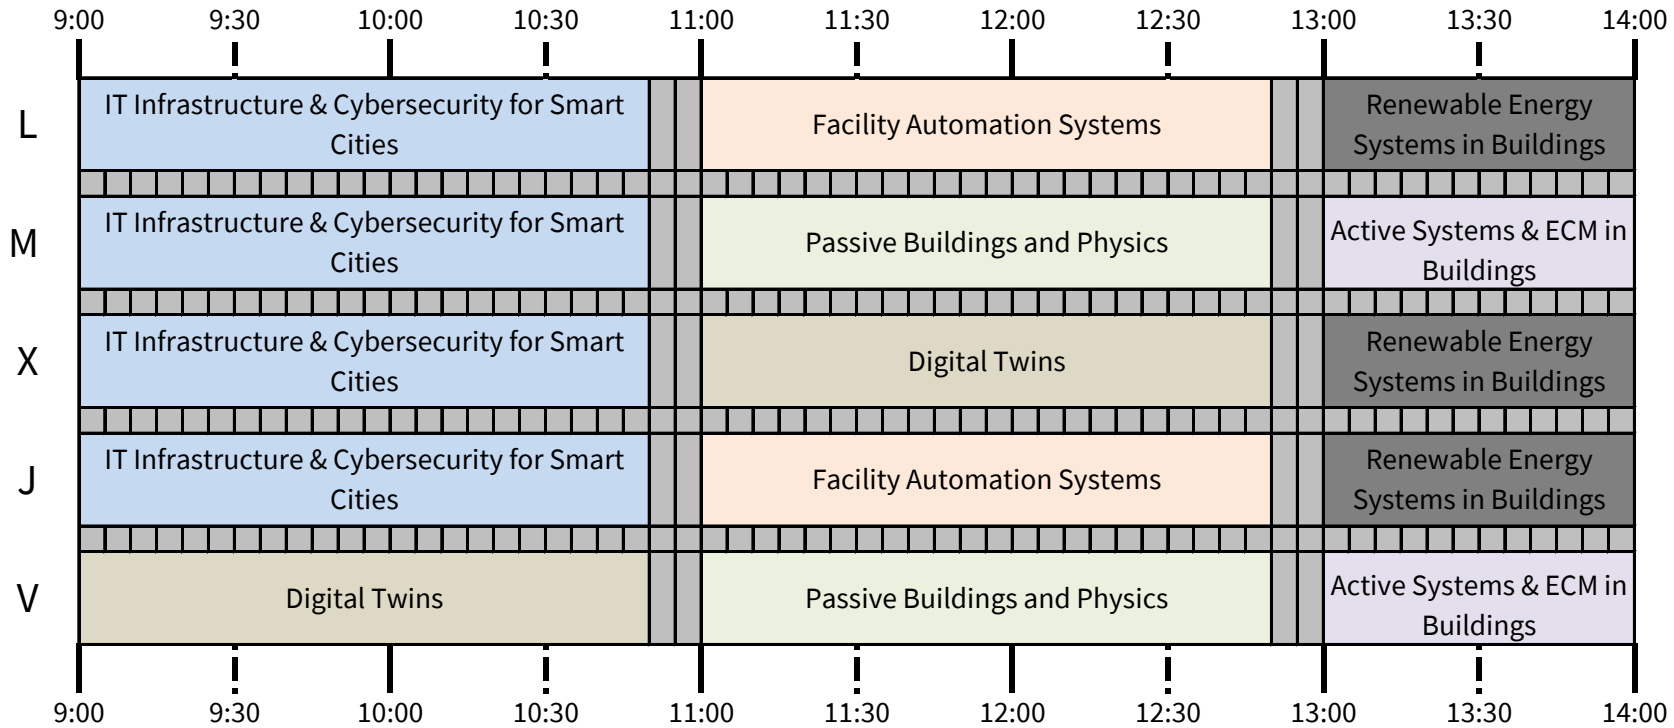 9:00 9:30 10:00 10:30 11:00 11:30 12:00 12:30 13:00 13:30 14:00
L
IT Infrastructure & Cybersecurity for Smart
Cities
Facility Automation Systems
Renewable Energy
Systems in Buildings
M
IT Infrastructure & Cybersecurity for Smart
Cities
Passive Buildings and Physics
Active Systems & ECM in
Buildings
X
IT Infrastructure & Cybersecurity for Smart
Cities
Digital Twins
Renewable Energy
Systems in Buildings
J
IT Infrastructure & Cybersecurity for Smart
Cities
Facility Automation Systems
Renewable Energy
Systems in Buildings
V
Digital Twins
Passive Buildings and Physics
Active Systems & ECM in
Buildings
9:00 9:30 10:00 10:30 11:00 11:30 12:00 12:30 13:00 13:30 14:00